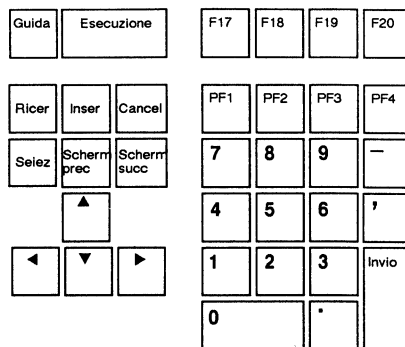 Guida Esecuzione F17 F18 F19 F20
Ricer Inser Cancel PF1 PF2 PF3 PF4
Selez Scherm prec Scherm succ 7 8 9 –
4 5 6 ,
1 2 3 Invio
0 .